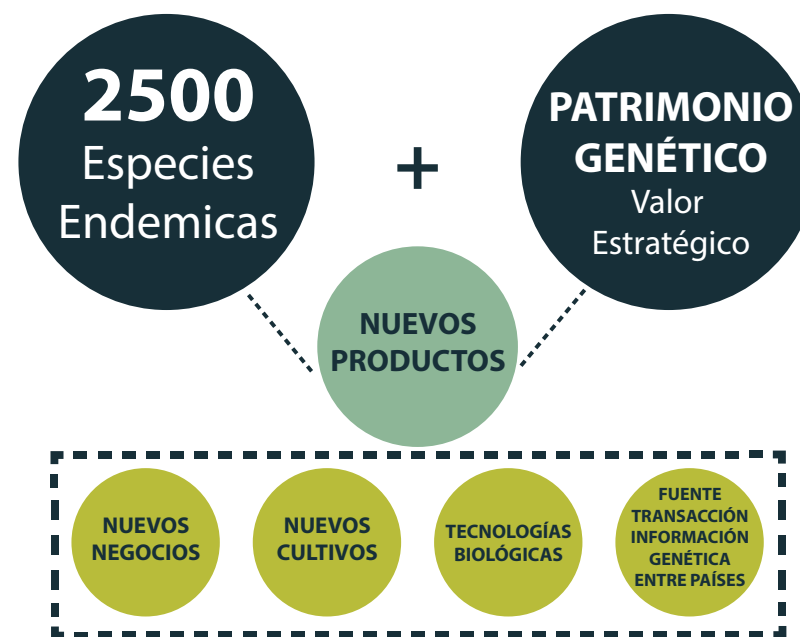 2500
Especies
Endemicas
+
PATRIMONIO
GENÉTICO
Valor
Estratégico
NUEVOS
PRODUCTOS
NUEVOS
NEGOCIOS
NUEVOS
CULTIVOS
TECNOLOGÍAS
BIOLÓGICAS
FUENTE
TRANSACCIÓN
INFORMACIÓN
GENÉTICA
ENTRE PAÍSES